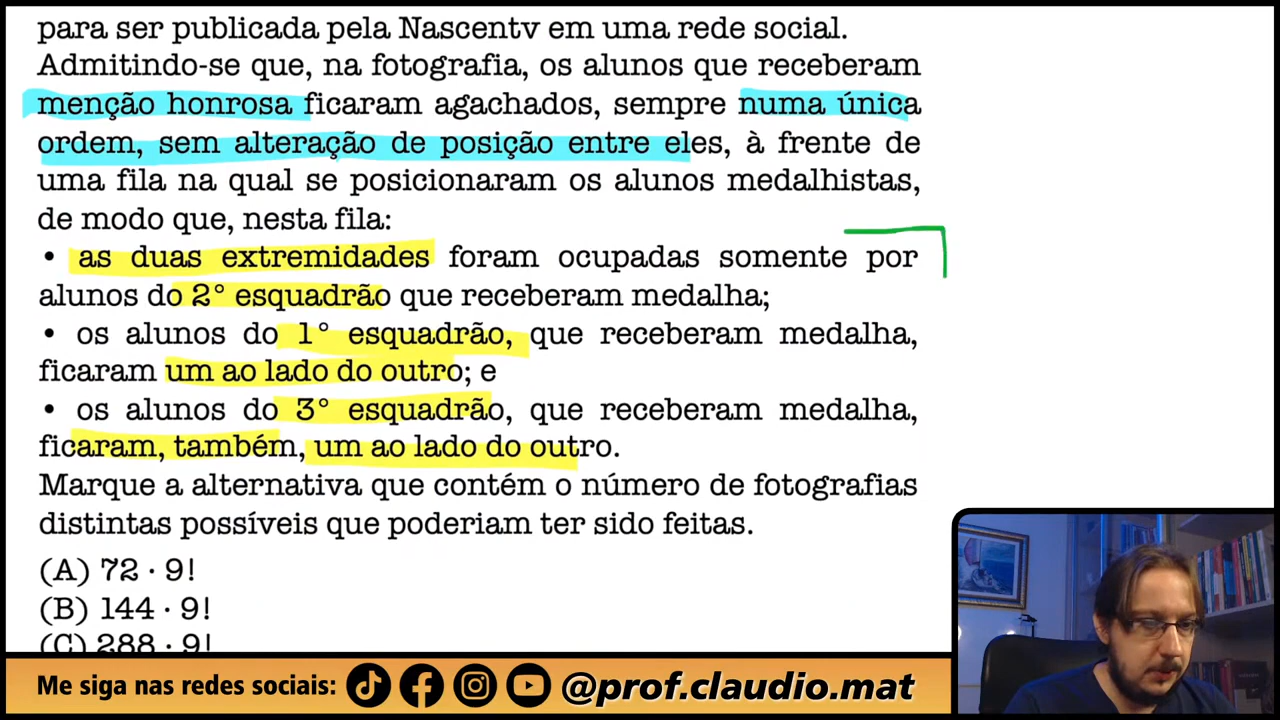 para ser publicada pela Nascentv em uma rede social.
Admitindo-se que, na fotografia, os alunos que receberam
menção honrosa ficaram agachados, sempre numa única
ordem, sem alteração de posição entre eles, à frente de
uma fila na qual se posicionaram os alunos medalhistas,
de modo que, nesta fila:
• as duas extremidades foram ocupadas somente por
alunos do 2° esquadrão que receberam medalha;
• os alunos do 1° esquadrão, que receberam medalha,
ficaram um ao lado do outro; e
• os alunos do 3° esquadrão, que receberam medalha,
ficaram, também, um ao lado do outro.
Marque a alternativa que contém o número de fotografias
distintas possíveis que poderiam ter sido feitas.
(A) 72 · 9!
(B) 144 · 9!
(C) 288 · 9!
Me siga nas redes sociais: @prof.claudio.mat